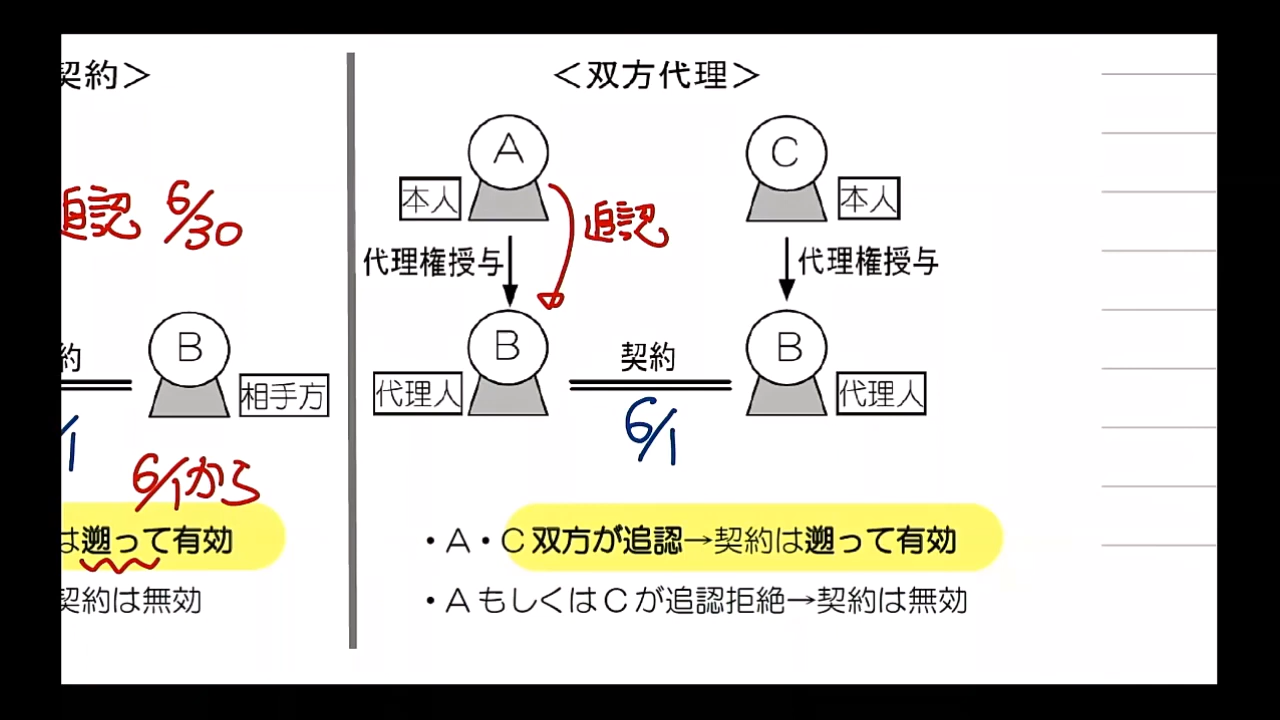 契約＞
追認 6/30
約
B
相手方
/1
6/1から
は遡って有効
契約は無効
＜双方代理＞
A
本人
追認
C
本人
代理権授与
代理権授与
B
代理人
契約
6/1
B
代理人
・A・C双方が追認→契約は遡って有効
・AもしくはCが追認拒絶→契約は無効